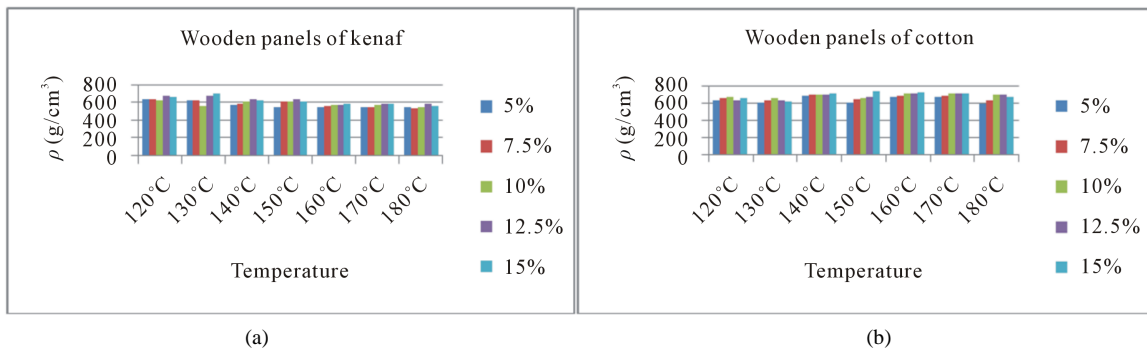 Wooden panels of kenaf
ρ (g/cm³)
800
600
400
200
0
120°C
130°C
140°C
150°C
160°C
170°C
180°C
Temperature
5%
7.5%
10%
12.5%
15%
(a)
Wooden panels of cotton
ρ (g/cm³)
800
600
400
200
0
120°C
130°C
140°C
150°C
160°C
170°C
180°C
Temperature
5%
7.5%
10%
12.5%
15%
(b)